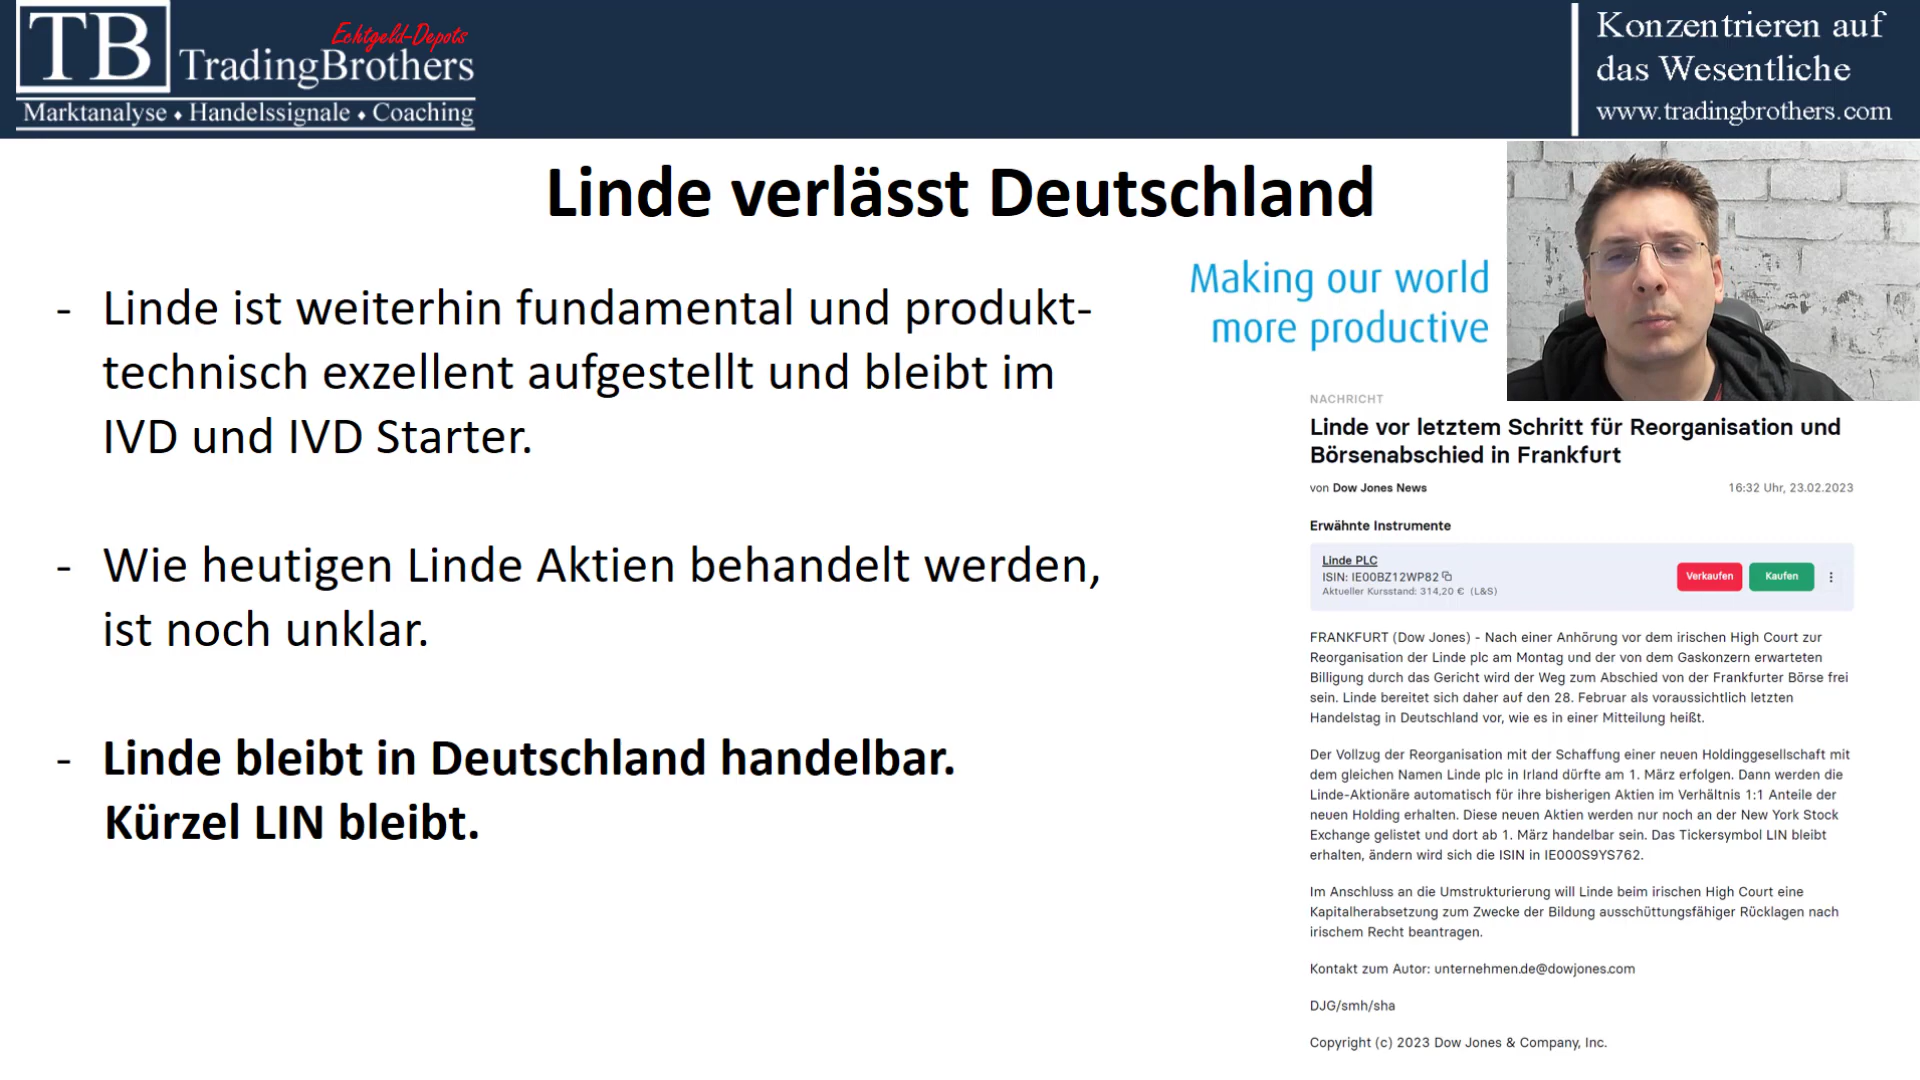 TB
Echtgeld-Depots
TradingBrothers
Marktanalyse ♦ Handelssignale ♦ Coaching
Konzentrieren auf
das Wesentliche
www.tradingbrothers.com
Linde verlässt Deutschland
- Linde ist weiterhin fundamental und produkt-
technisch exzellent aufgestellt und bleibt im
IVD und IVD Starter.
- Wie heutigen Linde Aktien behandelt werden,
ist noch unklar.
- Linde bleibt in Deutschland handelbar.
Kürzel LIN bleibt.
Making our world
more productive
NACHRICHT
Linde vor letztem Schritt für Reorganisation und
Börsenabschied in Frankfurt
von Dow Jones News 16:32 Uhr, 23.02.2023
Erwähnte Instrumente
Linde PLC
ISIN: IE00BZ12WP82
Aktueller Kursstand: 314,20 € (L&S)
Verkaufen Kaufen
FRANKFURT (Dow Jones) - Nach einer Anhörung vor dem irischen High Court zur
Reorganisation der Linde plc am Montag und der von dem Gaskonzern erwarteten
Billigung durch das Gericht wird der Weg zum Abschied von der Frankfurter Börse frei
sein. Linde bereitet sich daher auf den 28. Februar als voraussichtlich letzten
Handelstag in Deutschland vor, wie es in einer Mitteilung heißt.
Der Vollzug der Reorganisation mit der Schaffung einer neuen Holdinggesellschaft mit
dem gleichen Namen Linde plc in Irland dürfte am 1. März erfolgen. Dann werden die
Linde-Aktionäre automatisch für ihre bisherigen Aktien im Verhältnis 1:1 Anteile der
neuen Holding erhalten. Diese neuen Aktien werden nur noch an der New York Stock
Exchange gelistet und dort ab 1. März handelbar sein. Das Tickersymbol LIN bleibt
erhalten, ändern wird sich die ISIN in IE000S9YS762.
Im Anschluss an die Umstrukturierung will Linde beim irischen High Court eine
Kapitalherabsetzung zum Zwecke der Bildung ausschüttungsfähiger Rücklagen nach
irischem Recht beantragen.
Kontakt zum Autor: unternehmen.de@dowjones.com
DJG/smh/sha
Copyright (c) 2023 Dow Jones & Company, Inc.